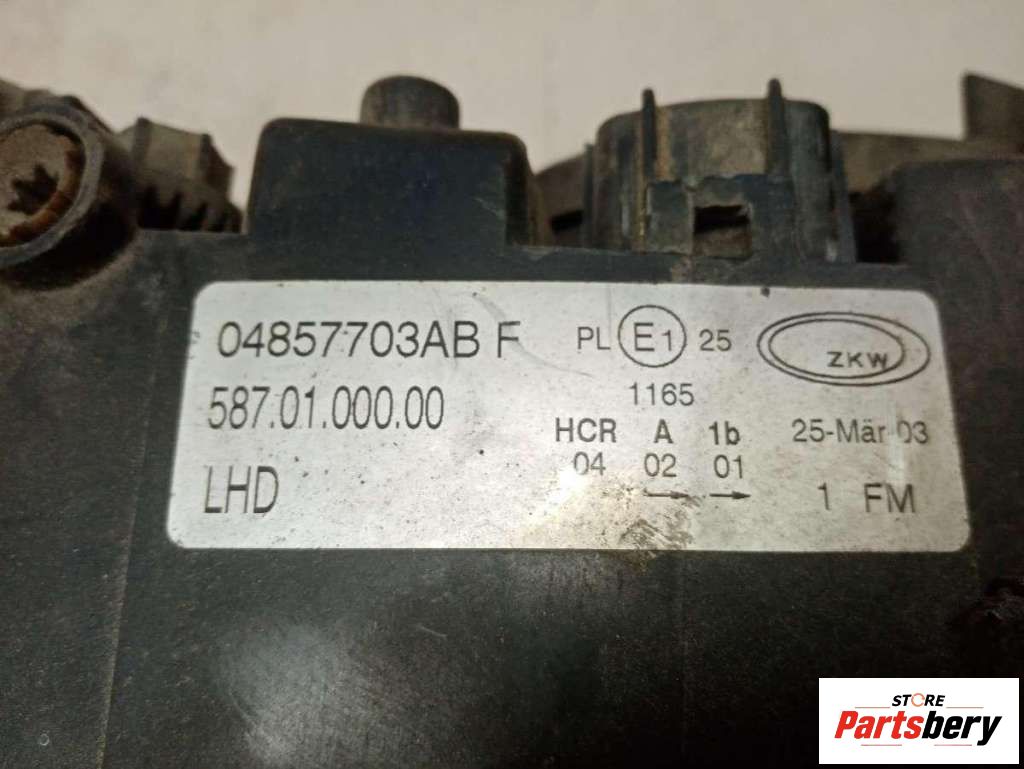 04857703AB F
587.01.000.00
LHD
PL E1 25
1165
HCR A 1b
04 02 01
→ →
ZKW
25-Mär 03
1 FM
STORE
Partsbery